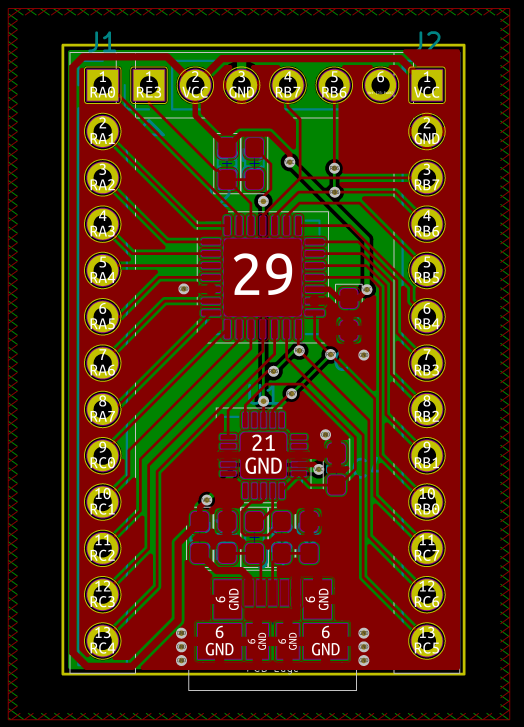 J1 J2
1 1 2 3 4 5 6 1
RA0 RE3 VCC GND RB7 RB6 VCC
2 2
RA1 GND
3 3
RA2 RB7
4 4
RA3 RB6
5 5
RA4 RB5
29
6 6
RA5 RB4
7 7
RA6 RB3
8 8
RA7 RB2
21
GND
9 9
RC0 RB1
10 10
RC1 RB0
11 11
RC2 RC7
12 12
RC3 RC6
6 GND 6 GND
13 13
RC4 RC5
6 6 GND 6 GND 6
GND GND